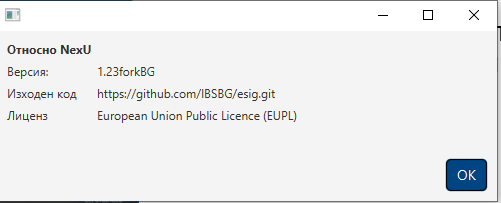 Относно NexU
Версия: 1.23forkBG
Изходен код https://github.com/IBSBG/esig.git
Лиценз European Union Public Licence (EUPL)
OK